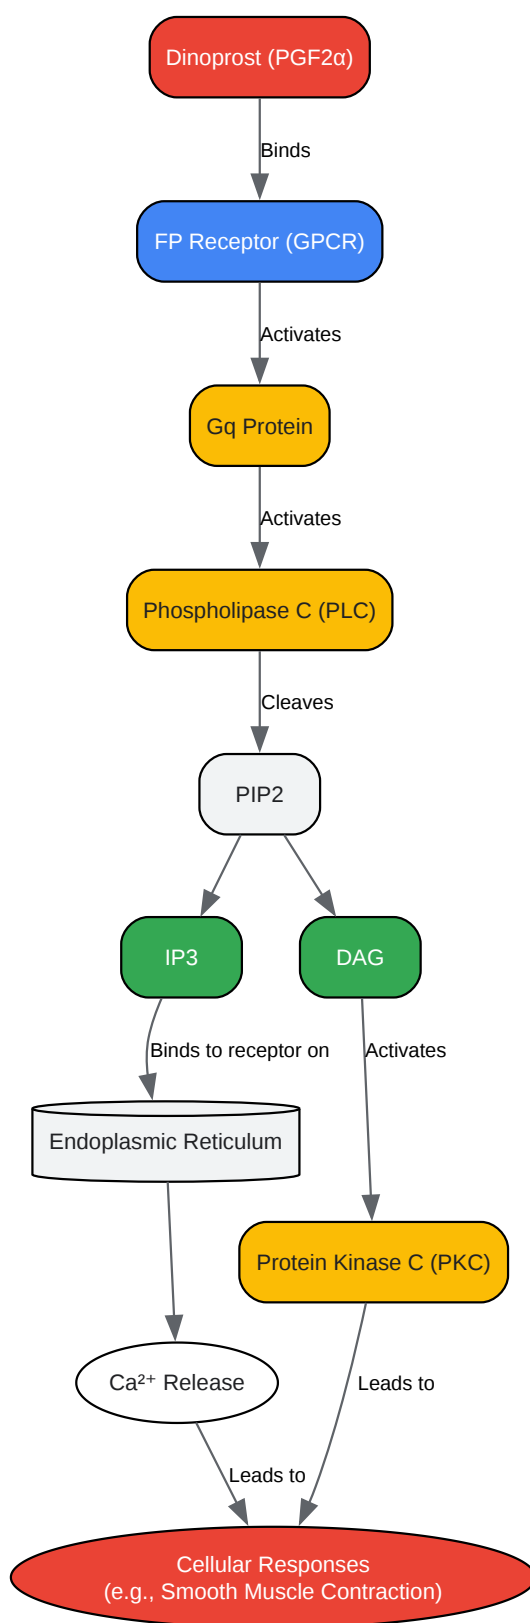 Dinoprost (PGF2α)
Binds
FP Receptor (GPCR)
Activates
Gq Protein
Activates
Phospholipase C (PLC)
Cleaves
PIP2
IP3
DAG
Binds to receptor on
Activates
Endoplasmic Reticulum
Protein Kinase C (PKC)
Ca²⁺ Release
Leads to
Leads to
Cellular Responses
(e.g., Smooth Muscle Contraction)